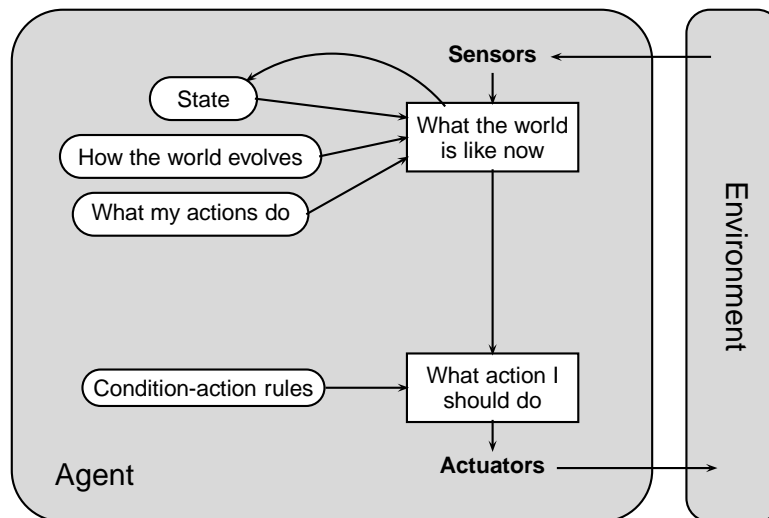 Sensors
State
What the world
is like now
How the world evolves
What my actions do
Environment
Condition-action rules
What action I
should do
Agent
Actuators